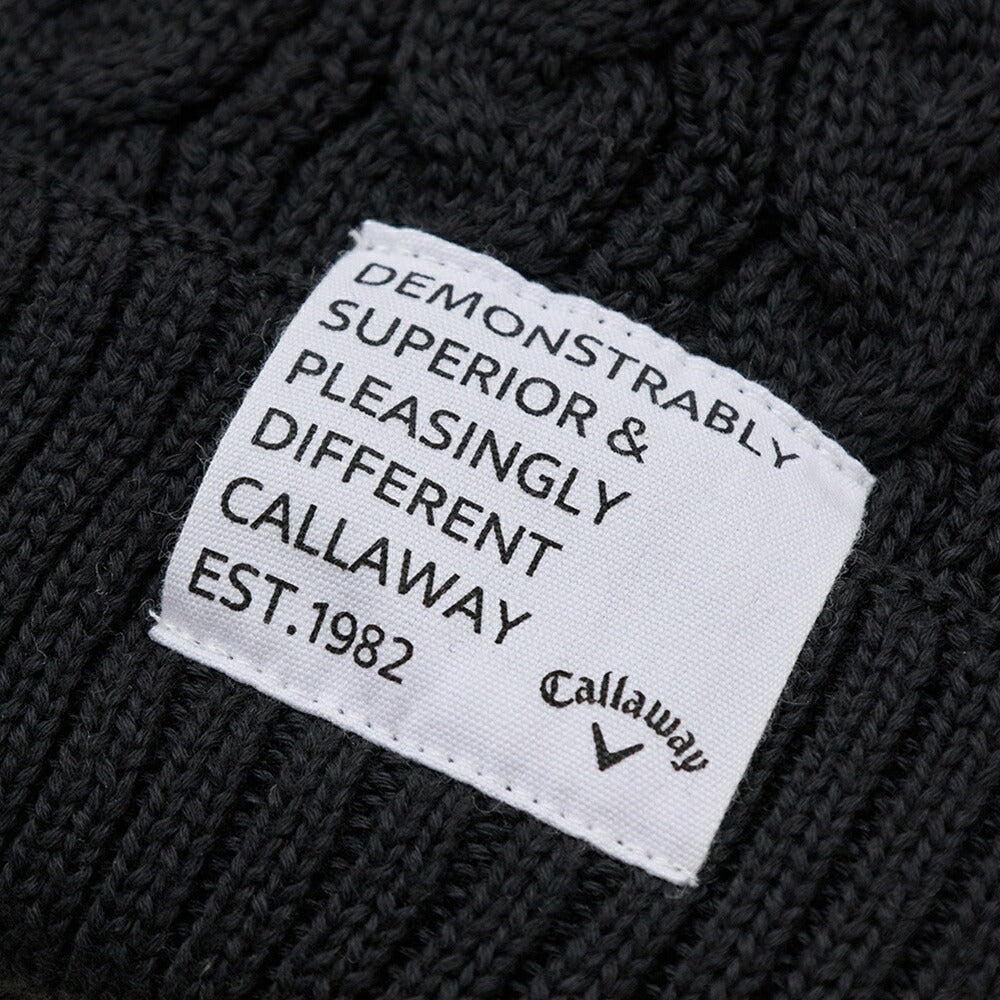 DEMONSTRABLY
SUPERIOR &
PLEASINGLY
DIFFERENT
CALLAWAY
EST.1982
Callaway